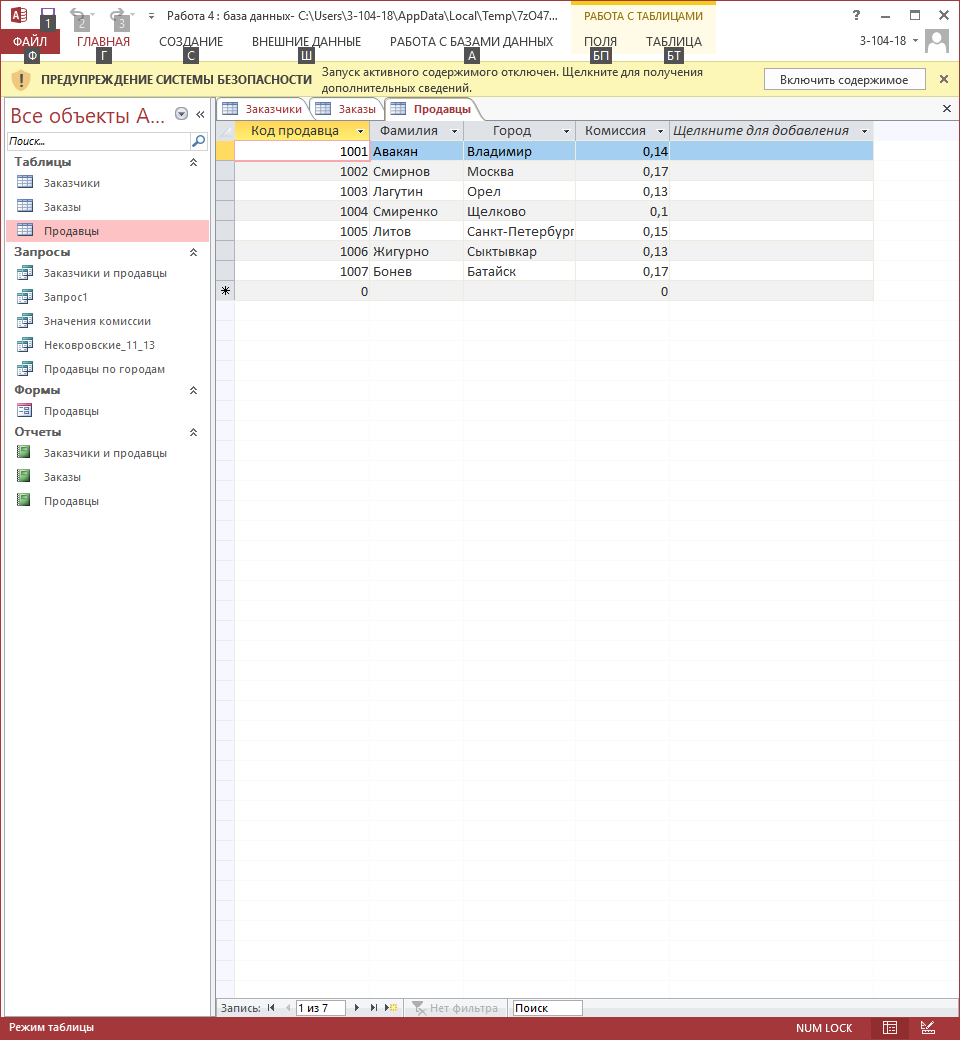 Работа 4 : база данных- C:\Users\3-104-18\AppData\Local\Temp\7zO47...
РАБОТА С ТАБЛИЦАМИ
?
1
2
3
ФАЙЛ
ГЛАВНАЯ
СОЗДАНИЕ
ВНЕШНИЕ ДАННЫЕ
РАБОТА С БАЗАМИ ДАННЫХ
ПОЛЯ
ТАБЛИЦА
3-104-18
Ф
Г
С
Ш
А
БП
БТ
ПРЕДУПРЕЖДЕНИЕ СИСТЕМЫ БЕЗОПАСНОСТИ
Запуск активного содержимого отключен. Щелкните для получения
дополнительных сведений.
Включить содержимое
Все объекты A...
Поиск...
Таблицы
Заказчики
Заказы
Продавцы
Запросы
Заказчики и продавцы
Запрос1
Значения комиссии
Нековровские_11_13
Продавцы по городам
Формы
Продавцы
Отчеты
Заказчики и продавцы
Заказы
Продавцы
Заказчики
Заказы
Продавцы
Код продавца Фамилия Город Комиссия Щелкните для добавления
1001 Авакян Владимир 0,14
1002 Смирнов Москва 0,17
1003 Лагутин Орел 0,13
1004 Смиренко Щелково 0,1
1005 Литов Санкт-Петербург 0,15
1006 Жигурно Сыктывкар 0,13
1007 Бонев Батайск 0,17
0 0
Запись: 1 из 7 Нет фильтра Поиск
Режим таблицы
NUM LOCK